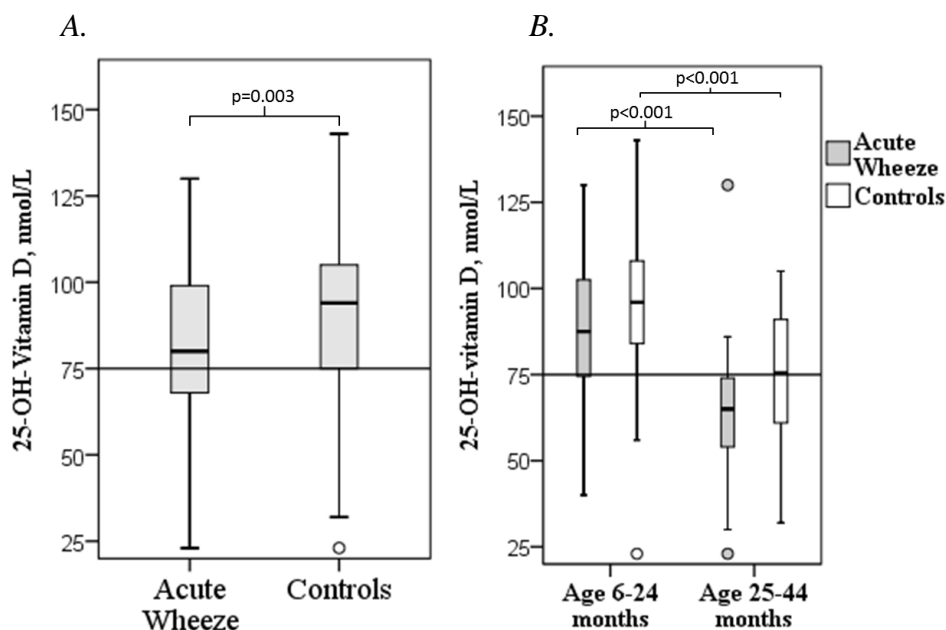 A.
25-OH-Vitamin D, nmol/L
150
125
100
75
50
25
p=0.003
Acute
Wheeze
Controls
B.
25-OH-vitamin D, nmol/L
150
125
100
75
50
25
p<0.001
p<0.001
Age 6-24
months
Age 25-44
months
Acute
Wheeze
Controls